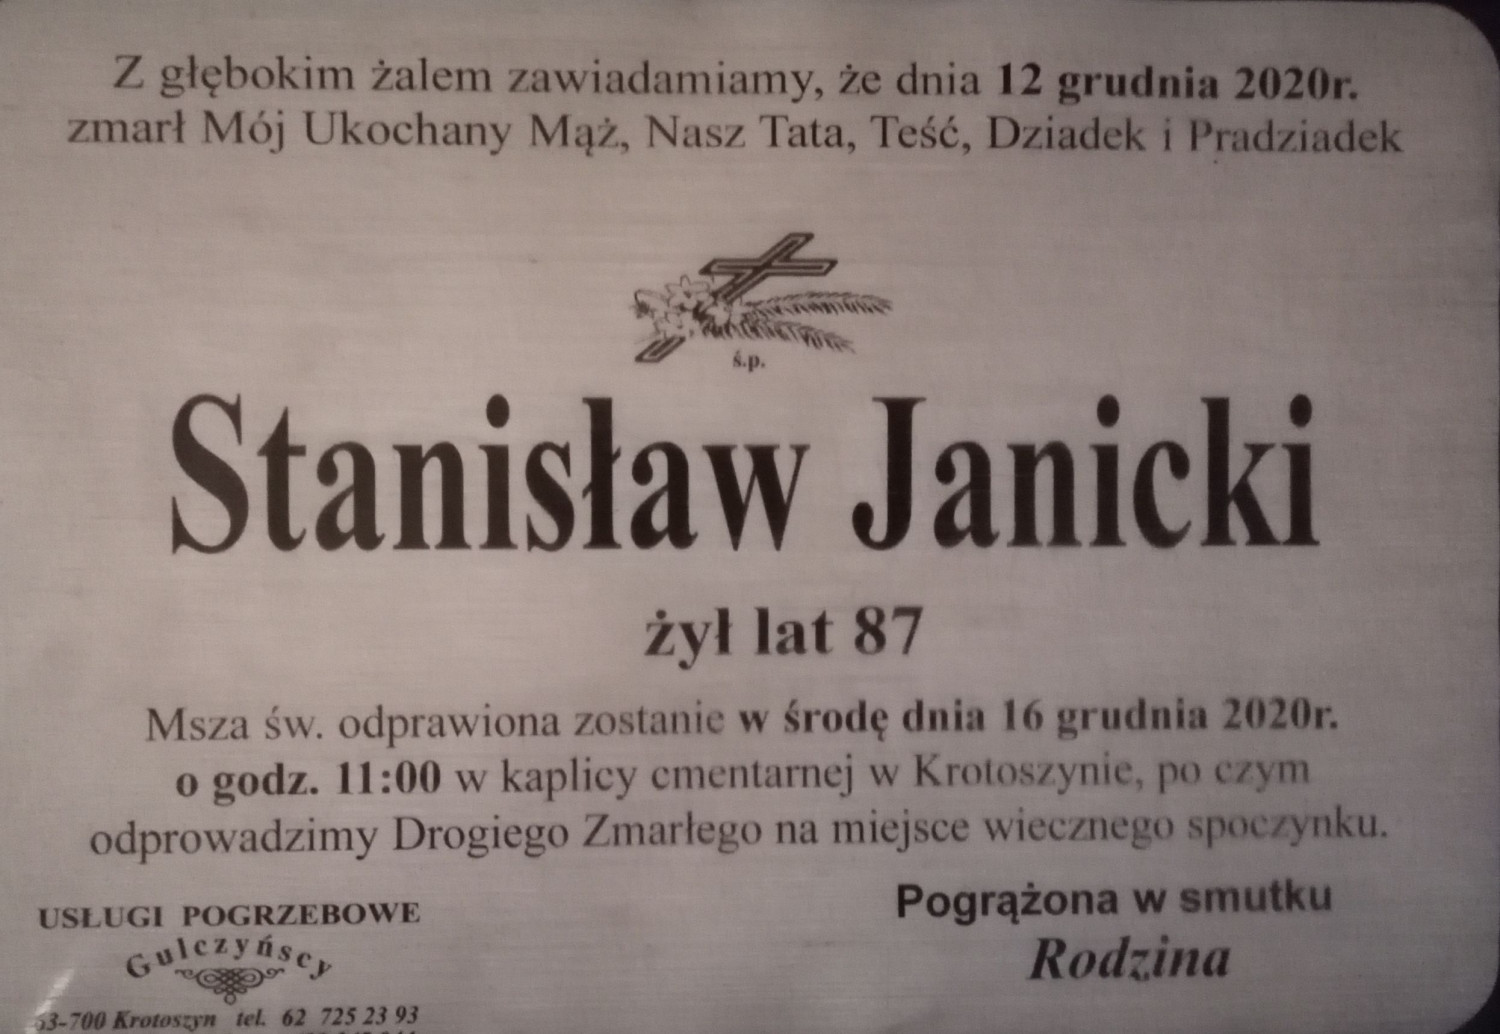 Z głębokim żalem zawiadamiamy, że dnia 12 grudnia 2020r.
zmarł Mój Ukochany Mąż, Nasz Tata, Teść, Dziadek i Pradziadek
ś.p.
Stanisław Janicki
żył lat 87
Msza św. odprawiona zostanie w środę dnia 16 grudnia 2020r.
o godz. 11:00 w kaplicy cmentarnej w Krotoszynie, po czym
odprowadzimy Drogiego Zmarłego na miejsce wiecznego spoczynku.
Pogrążona w smutku
Rodzina
USŁUGI POGRZEBOWE
Gulczyńscy
63-700 Krotoszyn tel. 62 725 23 93